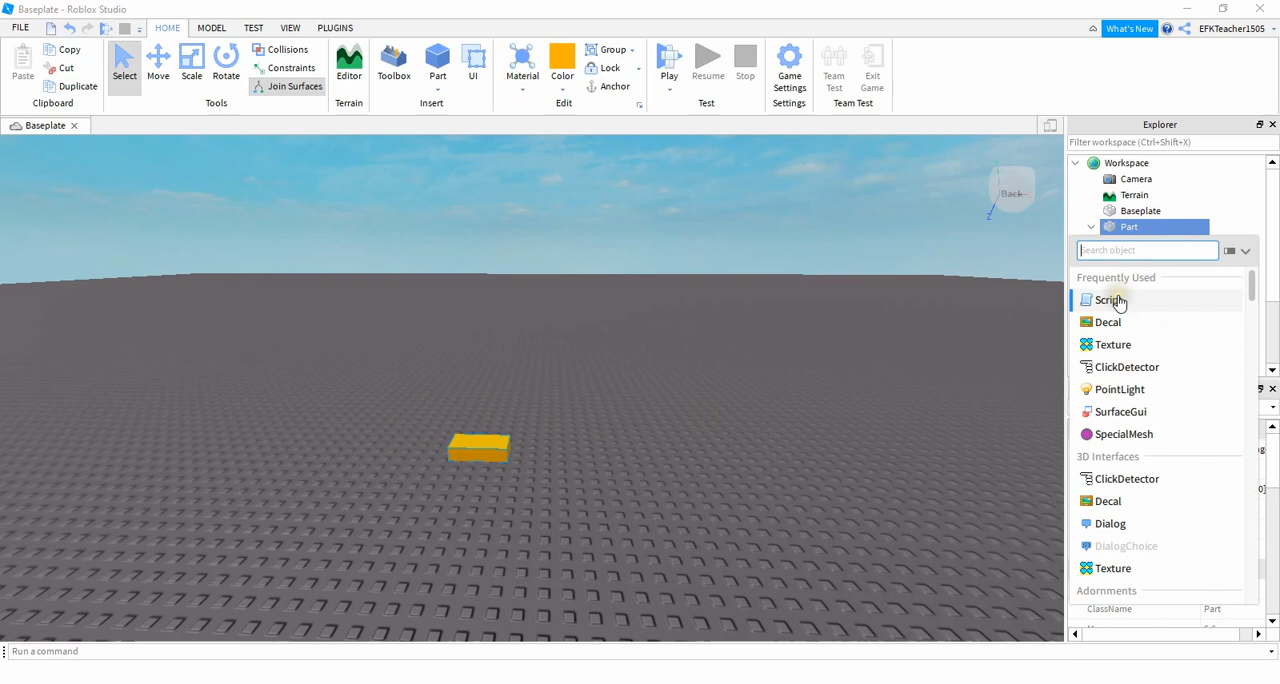 Baseplate - Roblox Studio
FILE HOME MODEL TEST VIEW PLUGINS What's New EFKTeacher1505
Paste Copy Cut Duplicate Clipboard
Select Move Scale Rotate Collisions Constraints Join Surfaces Tools
Editor Terrain
Toolbox Part UI Insert
Material Color Group Lock Anchor Edit
Play Resume Stop Test
Game Settings Settings
Team Test Exit Game Team Test
Baseplate
Back
Explorer
Filter workspace (Ctrl+Shift+X)
Workspace
Camera
Terrain
Baseplate
Part
Search object
Frequently Used
Decal
Texture
ClickDetector
PointLight
SurfaceGui
SpecialMesh
3D Interfaces
ClickDetector
Decal
Dialog
DialogChoice
Texture
Adornments
ClassName Part
Run a command